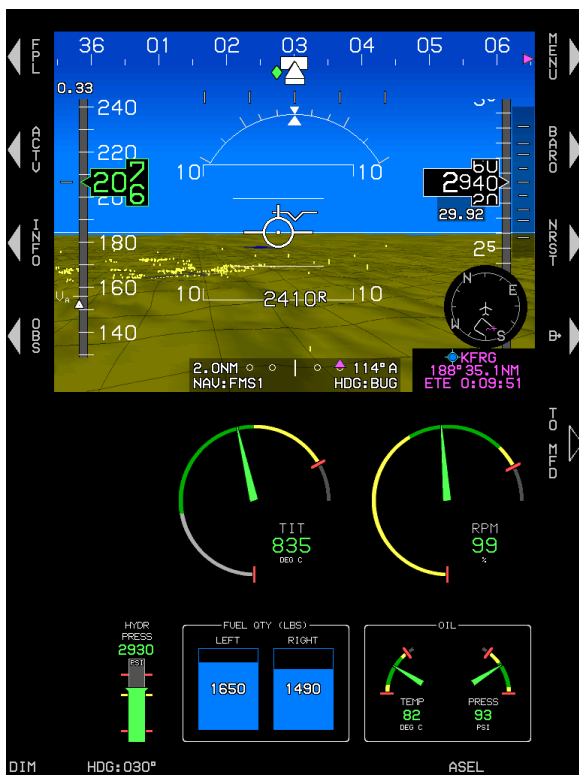 FPL
MENU
36 01 02 03 04 05 06
0.33
240
220
ACTV
BARO
10 10
2940
29.92
INFO
NRST
180
25
160
10 2410R 10
VA
140
OBS
N
E
S
W
2.0NM 114°A
NAV:FMS1 HDG:BUG
KFRG
188°35.1NM
ETE 0:09:51
TO MFD
TIT
835
DEG C
RPM
99
%
HYDR
PRESS
2930
PSI
FUEL QTY (LBS)
LEFT RIGHT
1650 1490
OIL
TEMP
82
DEG C
PRESS
93
PSI
DIM HDG:030° ASEL